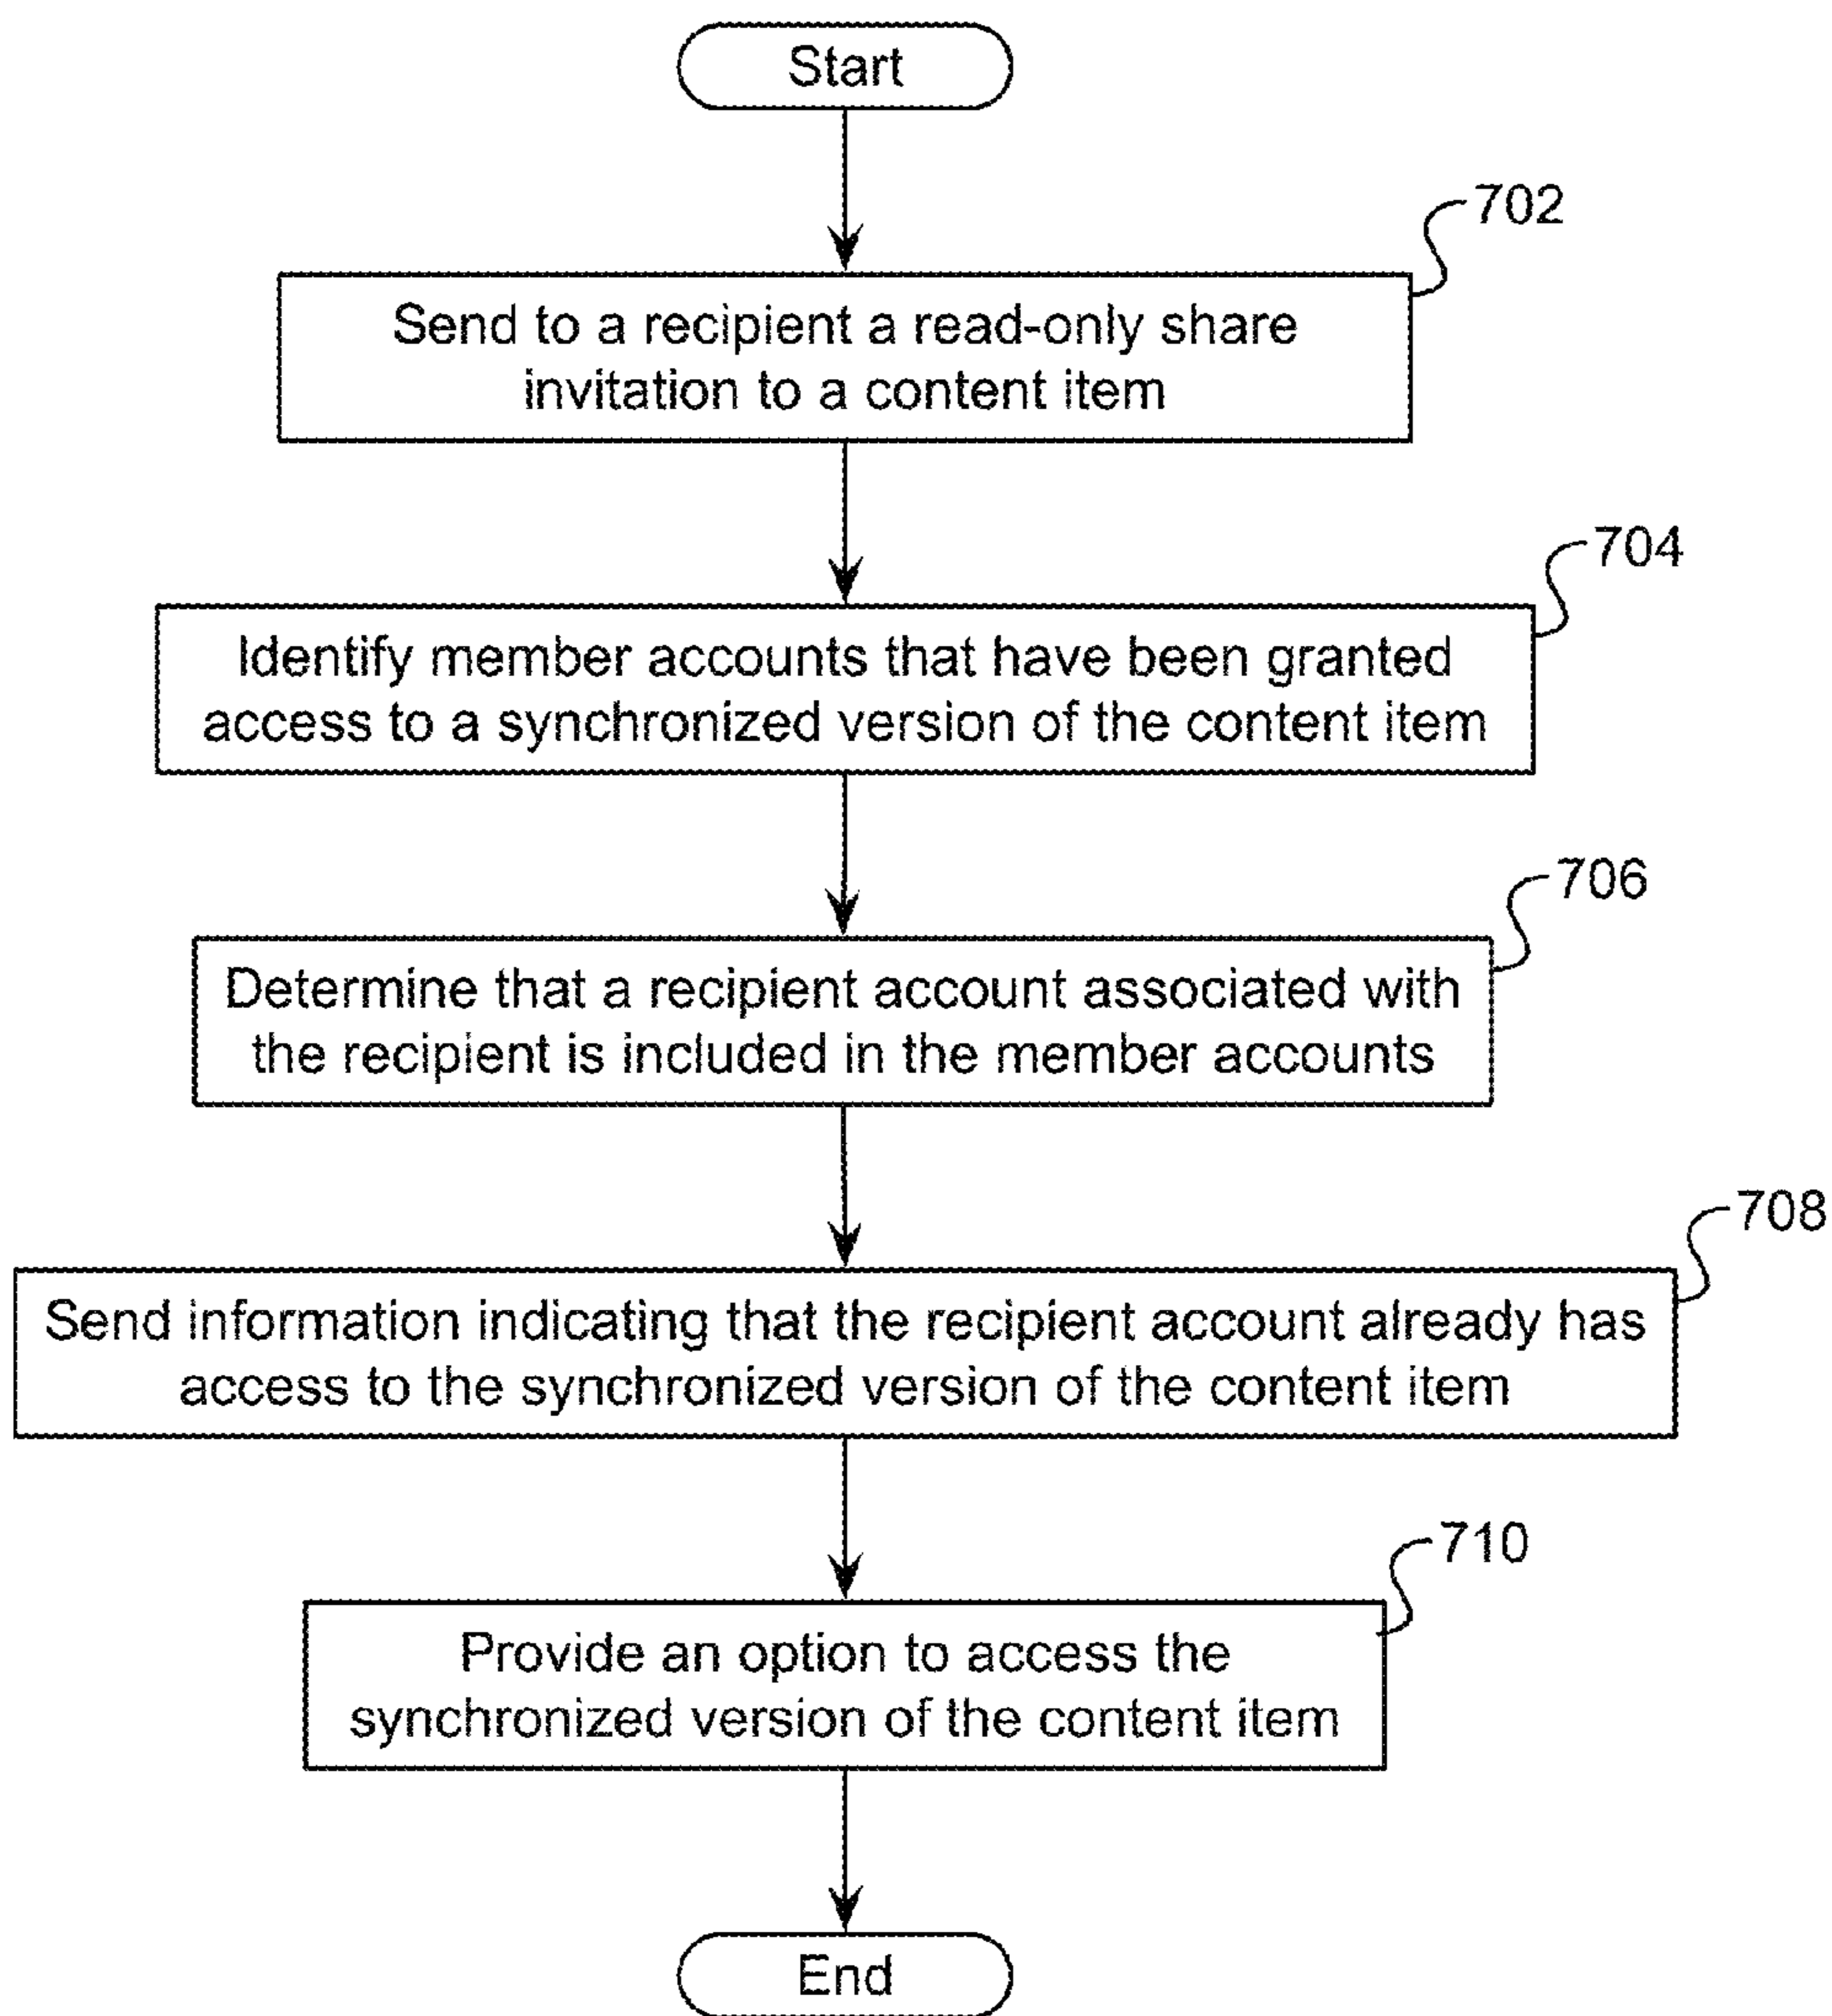 Start
702
Send to a recipient a read-only share
invitation to a content item
704
Identify member accounts that have been granted
access to a synchronized version of the content item
706
Determine that a recipient account associated with
the recipient is included in the member accounts
708
Send information indicating that the recipient account already has
access to the synchronized version of the content item
710
Provide an option to access the
synchronized version of the content item
End